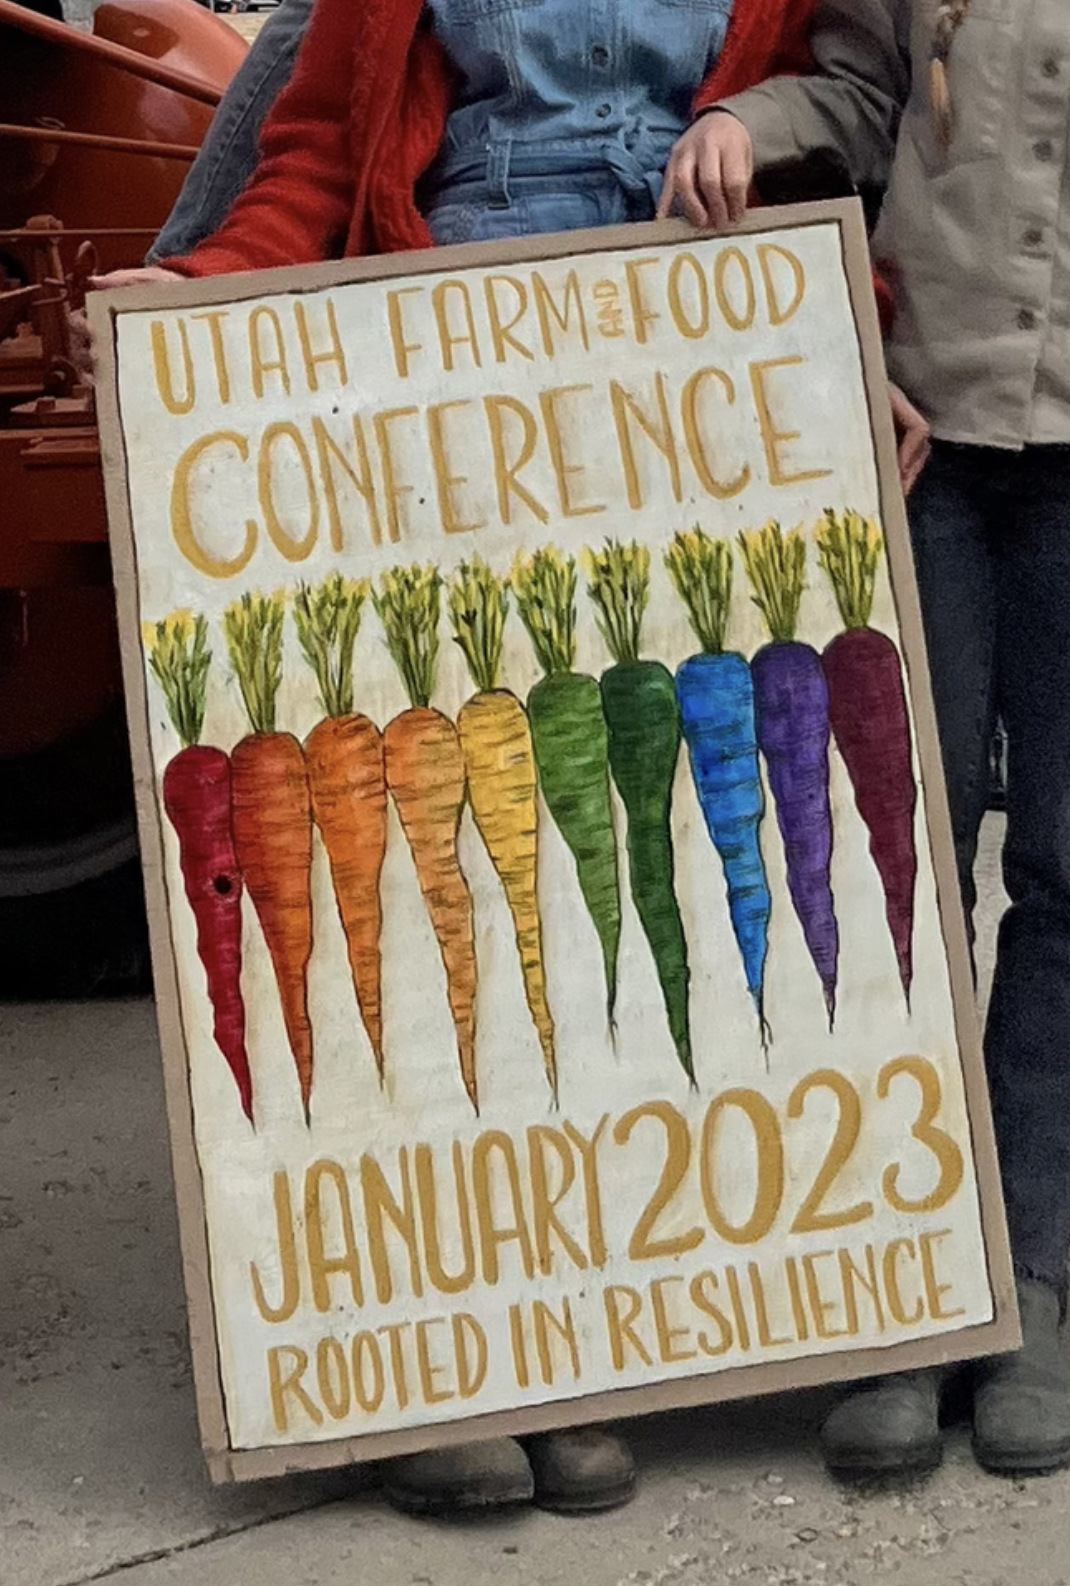 UTAH FARM AND FOOD
CONFERENCE
JANUARY 2023
ROOTED IN RESILIENCE